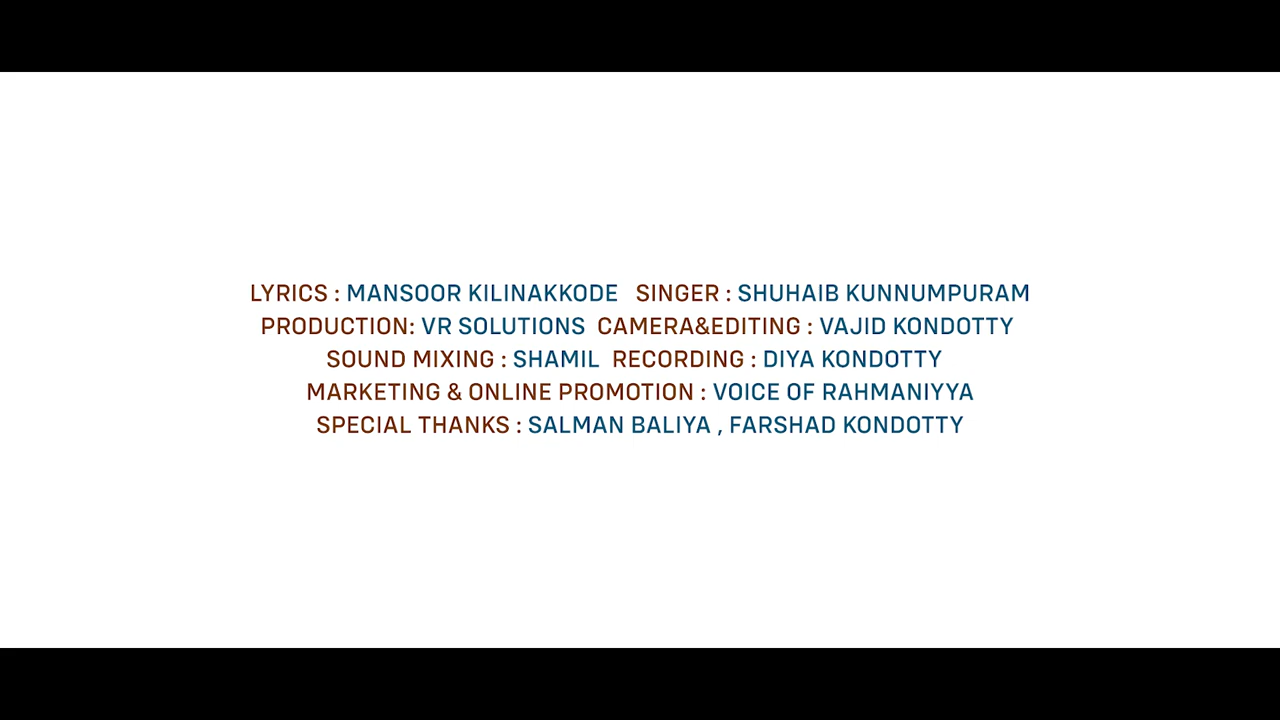 LYRICS : MANSOOR KILINAKKODE SINGER : SHUHAIB KUNNUMPURAM
PRODUCTION: VR SOLUTIONS CAMERA&EDITING : VAJID KONDOTTY
SOUND MIXING : SHAMIL RECORDING : DIYA KONDOTTY
MARKETING & ONLINE PROMOTION : VOICE OF RAHMANIYYA
SPECIAL THANKS : SALMAN BALIYA , FARSHAD KONDOTTY